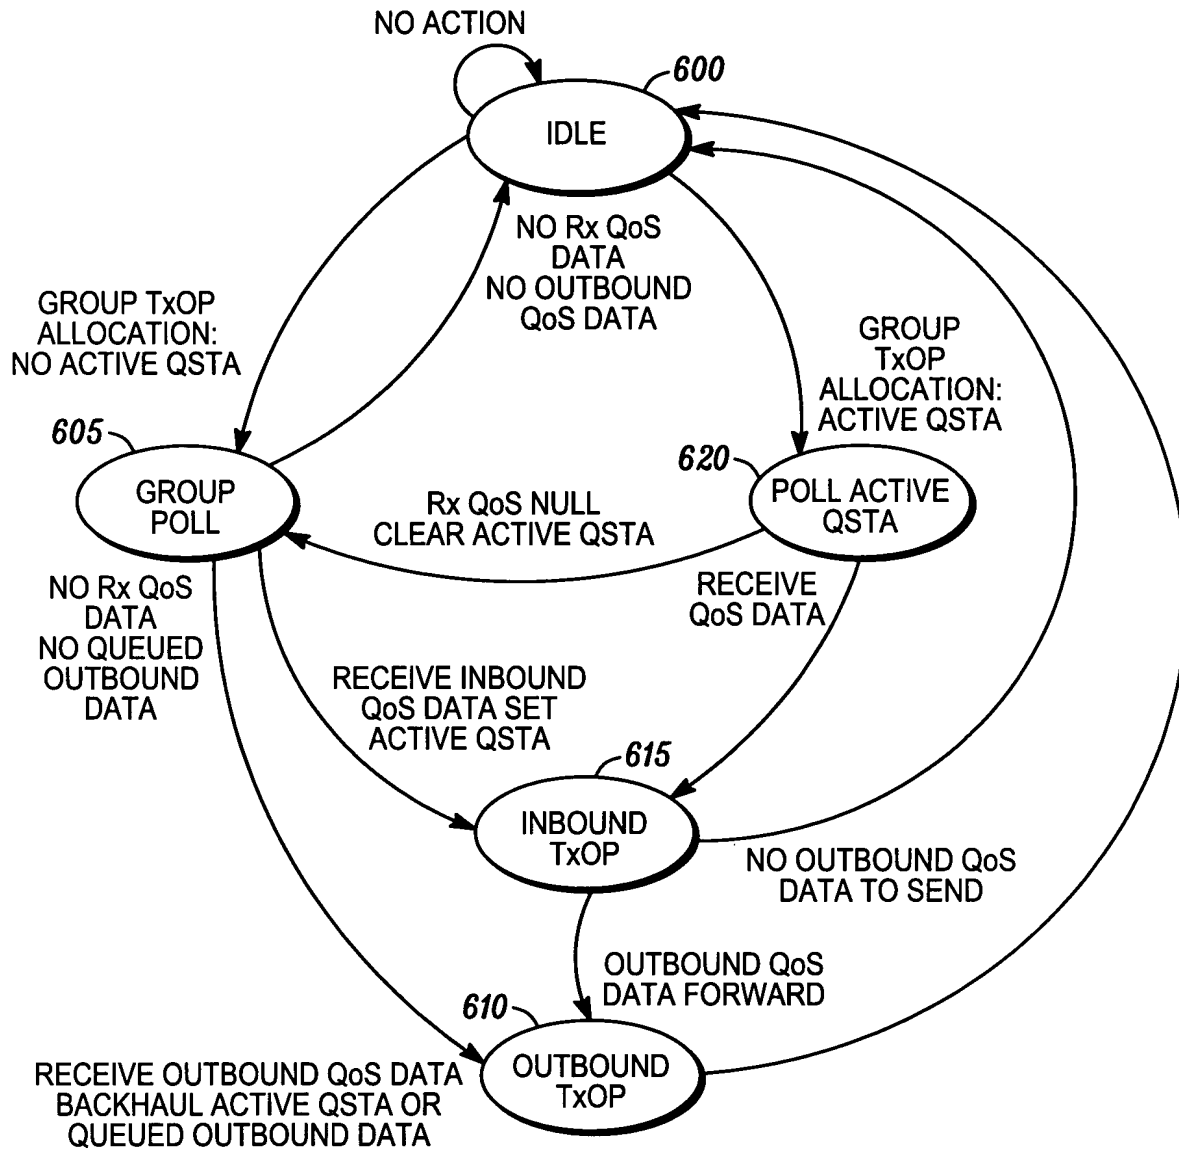 NO ACTION
600
IDLE
NO Rx QoS
DATA
NO OUTBOUND
QoS DATA
GROUP TxOP
ALLOCATION:
NO ACTIVE QSTA
GROUP
TxOP
ALLOCATION:
ACTIVE QSTA
605
GROUP
POLL
620
POLL ACTIVE
QSTA
Rx QoS NULL
CLEAR ACTIVE QSTA
NO Rx QoS
DATA
NO QUEUED
OUTBOUND
DATA
RECEIVE
QoS DATA
RECEIVE INBOUND
QoS DATA SET
ACTIVE QSTA
615
INBOUND
TxOP
NO OUTBOUND QoS
DATA TO SEND
OUTBOUND QoS
DATA FORWARD
610
OUTBOUND
TxOP
RECEIVE OUTBOUND QoS DATA
BACKHAUL ACTIVE QSTA OR
QUEUED OUTBOUND DATA